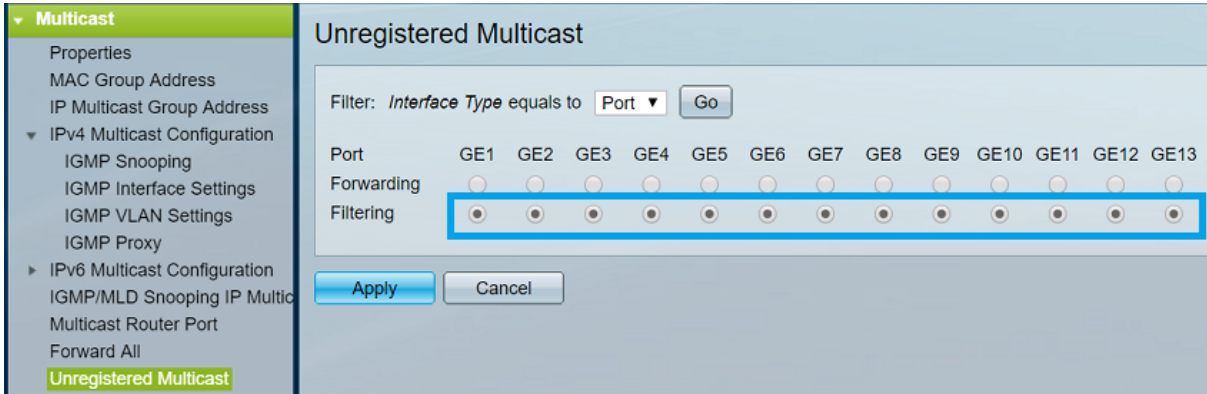 Multicast
Properties
MAC Group Address
IP Multicast Group Address
IPv4 Multicast Configuration
IGMP Snooping
IGMP Interface Settings
IGMP VLAN Settings
IGMP Proxy
IPv6 Multicast Configuration
IGMP/MLD Snooping IP Multic
Multicast Router Port
Forward All
Unregistered Multicast
Unregistered Multicast
Filter: Interface Type equals to Port Go
Port GE1 GE2 GE3 GE4 GE5 GE6 GE7 GE8 GE9 GE10 GE11 GE12 GE13
Forwarding
Filtering
Apply Cancel